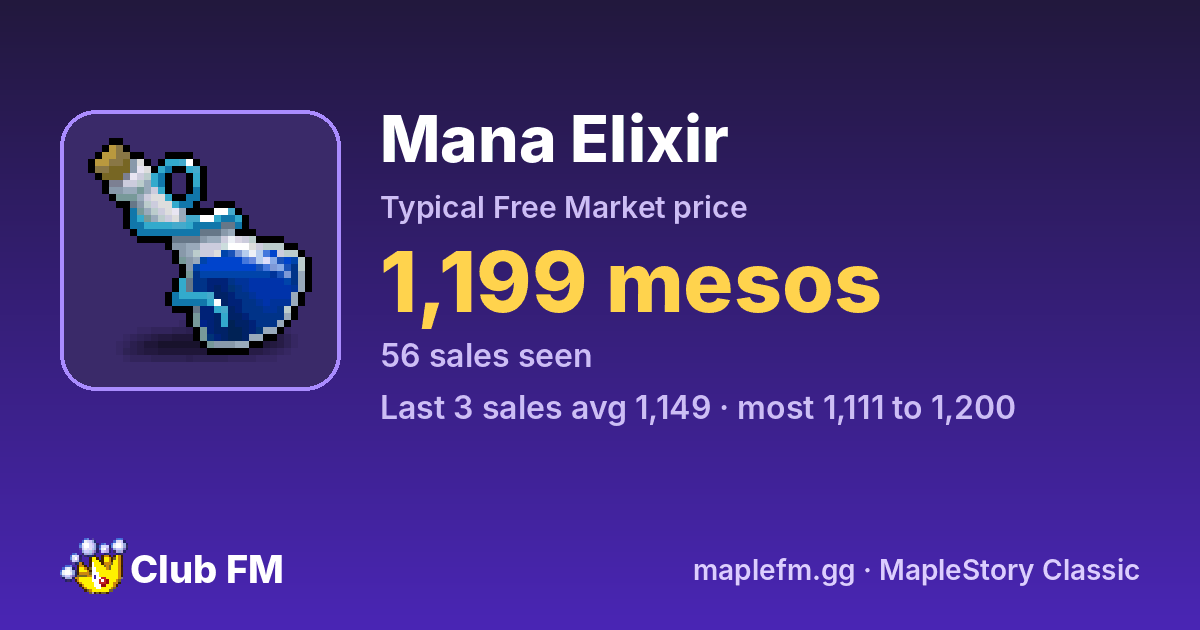 Mana Elixir
Typical Free Market price
1,199 mesos
56 sales seen
Last 3 sales avg 1,149 · most 1,111 to 1,200
Club FM
maplefm.gg · MapleStory Classic